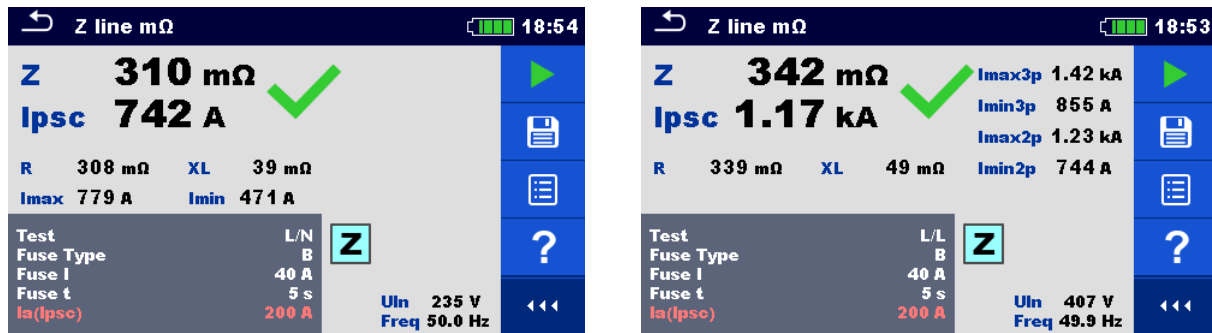 Z line mΩ 18:54
Z 310 mΩ
Ipsc 742 A
R 308 mΩ XL 39 mΩ
Imax 779 A Imin 471 A
Test L/N
Fuse Type B
Fuse I 40 A
Fuse t 5 s
Ia(Ipsc) 200 A
Z
Uln 235 V
Freq 50.0 Hz
?
Z line mΩ 18:53
Z 342 mΩ
Ipsc 1.17 kA
Imax3p 1.42 kA
Imin3p 855 A
Imax2p 1.23 kA
Imin2p 744 A
R 339 mΩ XL 49 mΩ
Test L/L
Fuse Type B
Fuse I 40 A
Fuse t 5 s
Ia(Ipsc) 200 A
Z
Uln 407 V
Freq 49.9 Hz
?